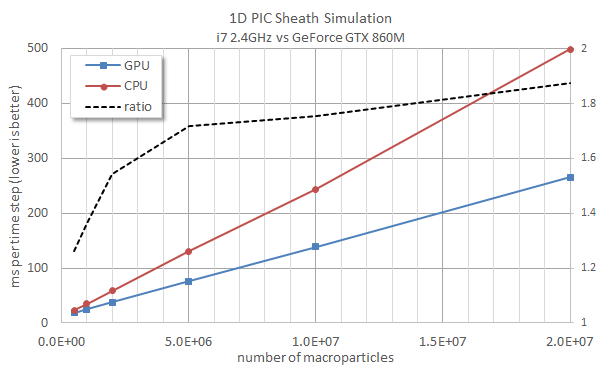 1D PIC Sheath Simulation
i7 2.4GHz vs GeForce GTX 860M
GPU
CPU
ratio
500
400
300
200
100
0
ms per time step (lower is better)
2
1.8
1.6
1.4
1.2
1
0.0E+00 5.0E+06 1.0E+07 1.5E+07 2.0E+07
number of macroparticles